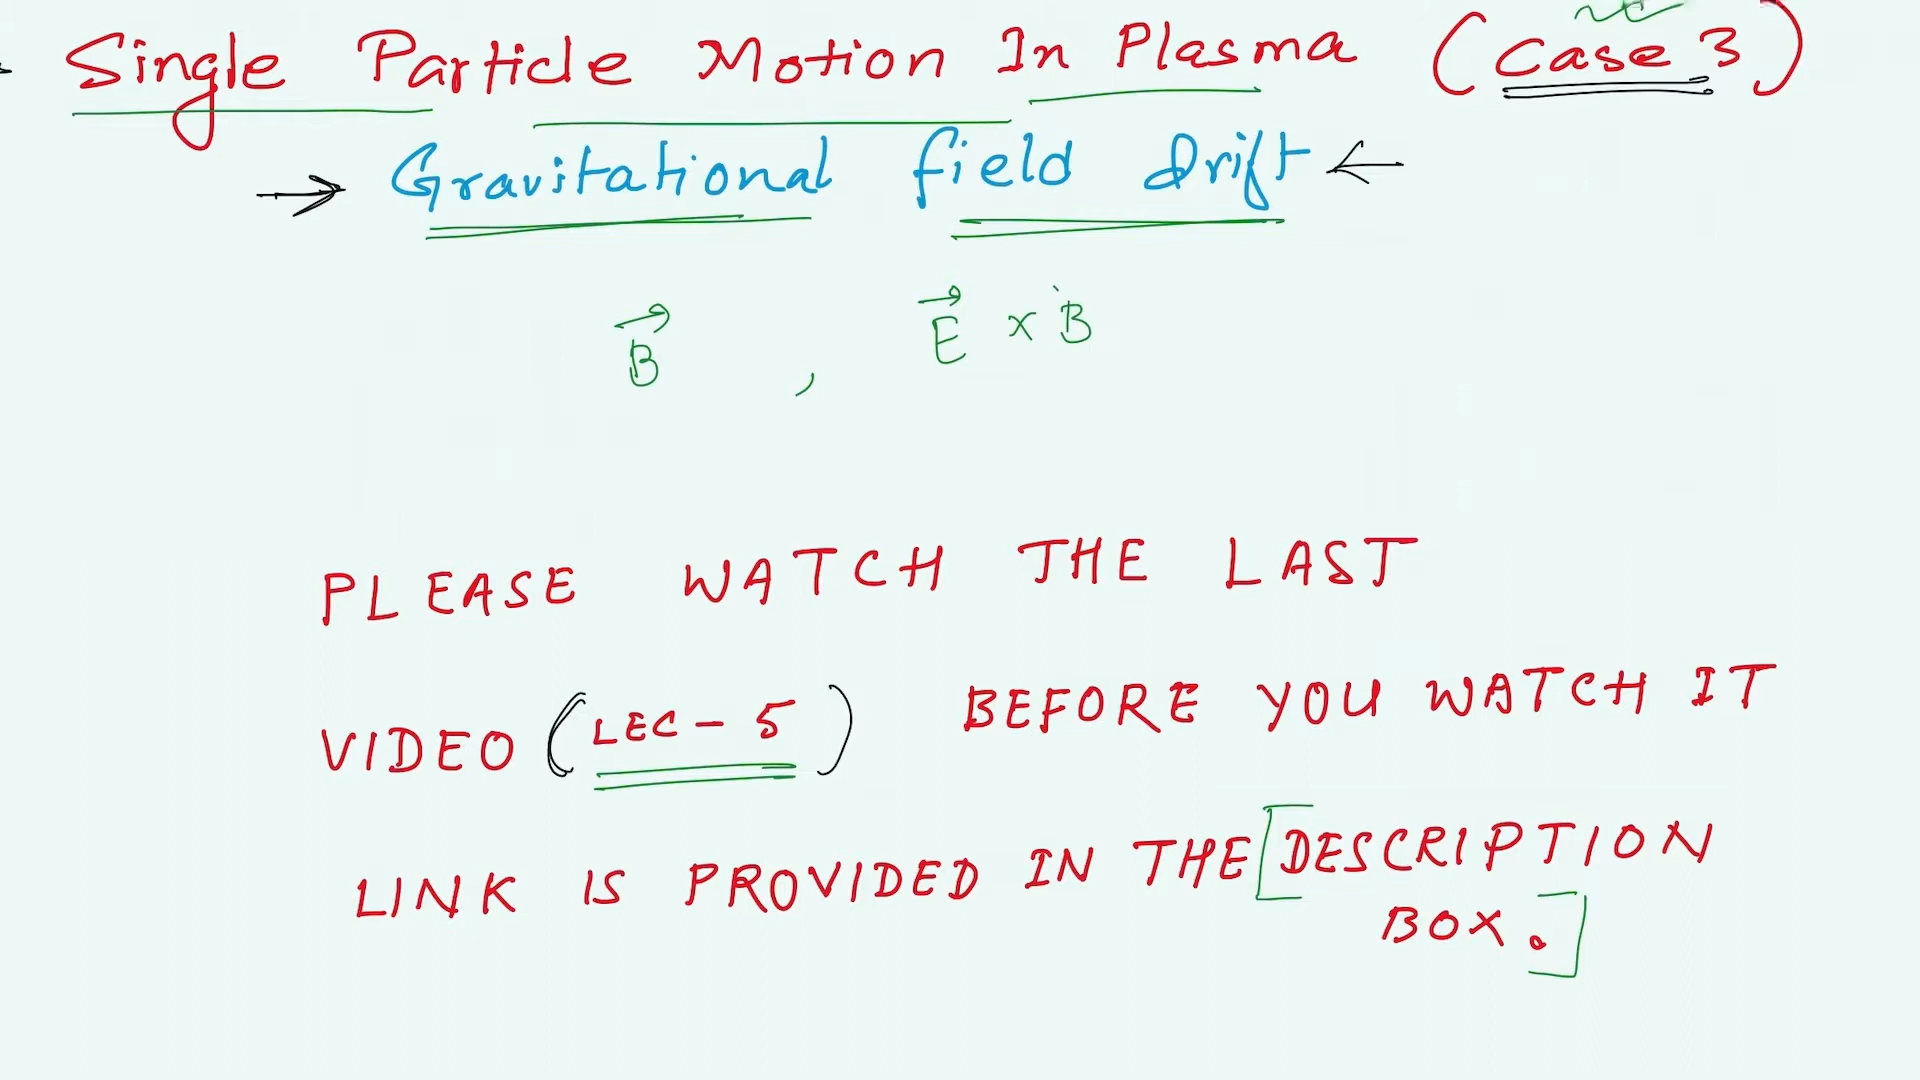 Single Particle Motion In Plasma (Case 3)
→ Gravitational field drift ←
B⃗ , E⃗ × B
PLEASE WATCH THE LAST
VIDEO (LEC-5) BEFORE YOU WATCH IT
LINK IS PROVIDED IN THE [DESCRIPTION
BOX.]